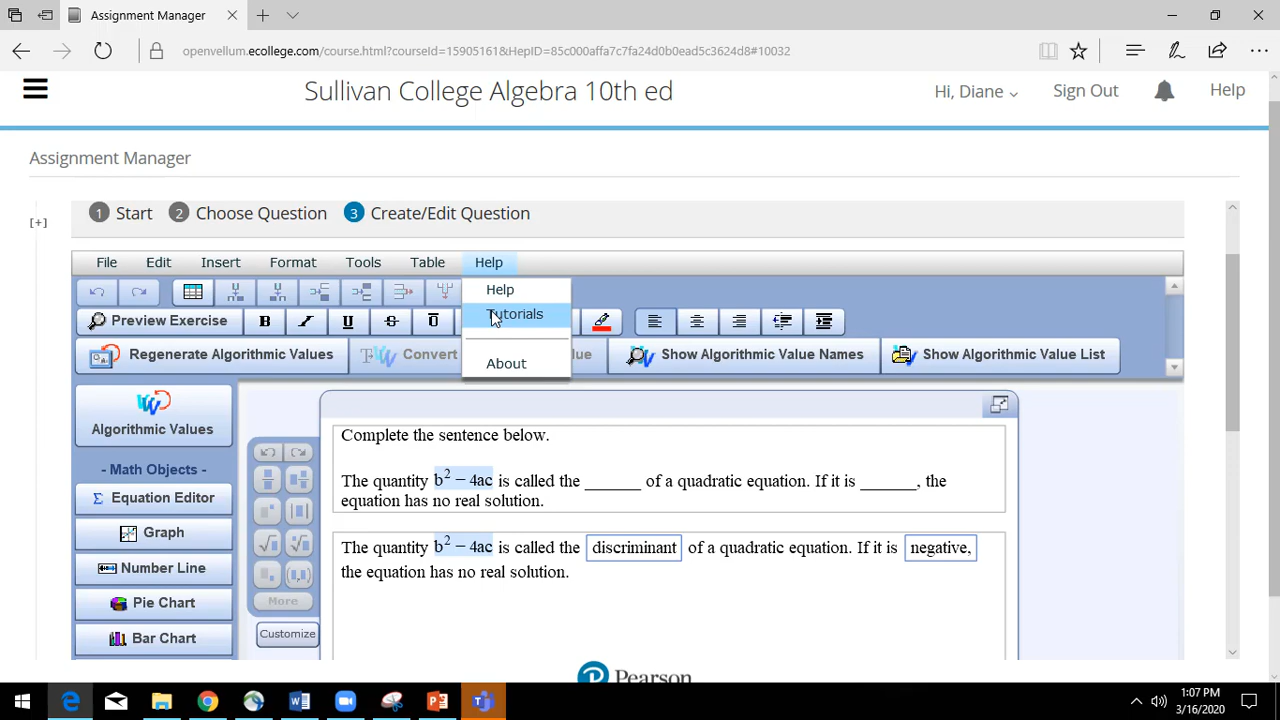 Assignment Manager
openvellum.ecollege.com/course.html?courseId=15905161&HepID=85c000affa7c7fa24d0b0ead5c3624d8#10032
Sullivan College Algebra 10th ed
Hi, Diane
Sign Out
Help
Assignment Manager
[+]
1 Start 2 Choose Question 3 Create/Edit Question
File Edit Insert Format Tools Table Help
Help
Tutorials
About
Preview Exercise B I U S O
Regenerate Algorithmic Values Convert ue Show Algorithmic Value Names Show Algorithmic Value List
Algorithmic Values
- Math Objects -
Σ Equation Editor
Graph
Number Line
Pie Chart
Bar Chart
More
Customize
Complete the sentence below.
The quantity b² − 4ac is called the _______ of a quadratic equation. If it is _______, the
equation has no real solution.
The quantity b² − 4ac is called the discriminant of a quadratic equation. If it is negative,
the equation has no real solution.
Pearson
1:07 PM
3/16/2020